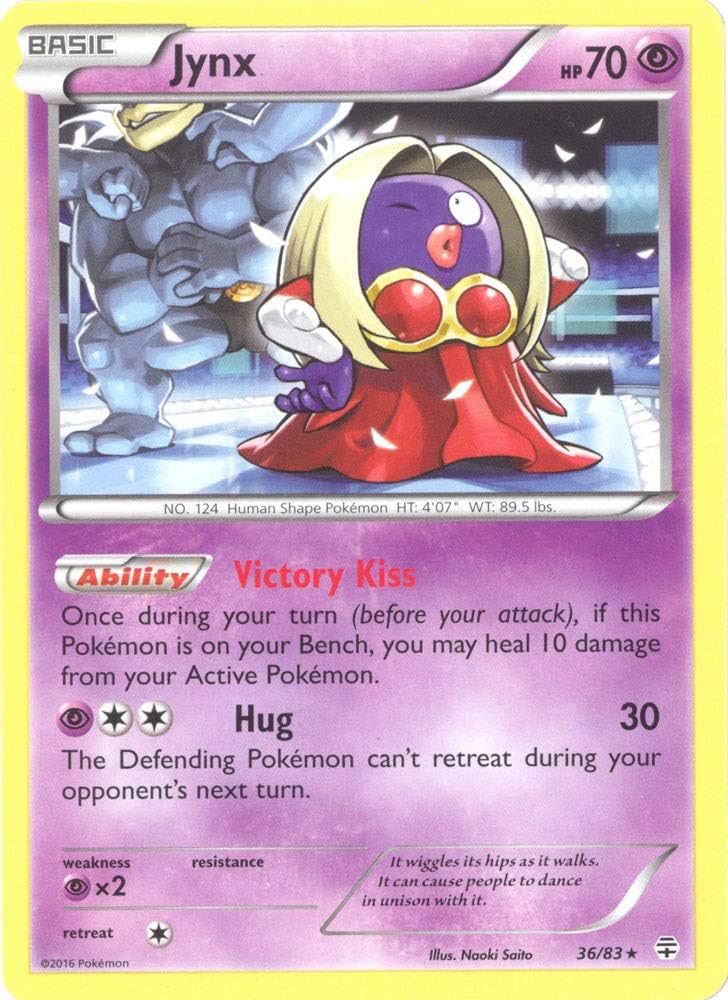 BASIC
Jynx
HP 70
NO. 124 Human Shape Pokémon HT: 4'07" WT: 89.5 lbs.
Ability Victory Kiss
Once during your turn (before your attack), if this
Pokémon is on your Bench, you may heal 10 damage
from your Active Pokémon.
Hug 30
The Defending Pokémon can't retreat during your
opponent's next turn.
weakness resistance
×2
It wiggles its hips as it walks.
It can cause people to dance
in unison with it.
retreat
©2016 Pokémon
Illus. Naoki Saito
36/83 ★